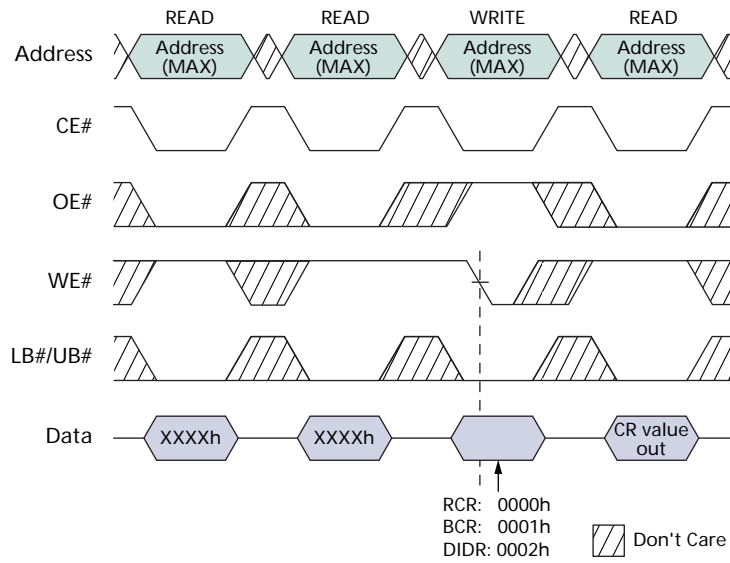 READ READ WRITE READ
Address Address (MAX) Address (MAX) Address (MAX) Address (MAX)
CE#
OE#
WE#
LB#/UB#
Data XXXXh XXXXh CR value out
RCR: 0000h
BCR: 0001h
DIDR: 0002h
Don't Care